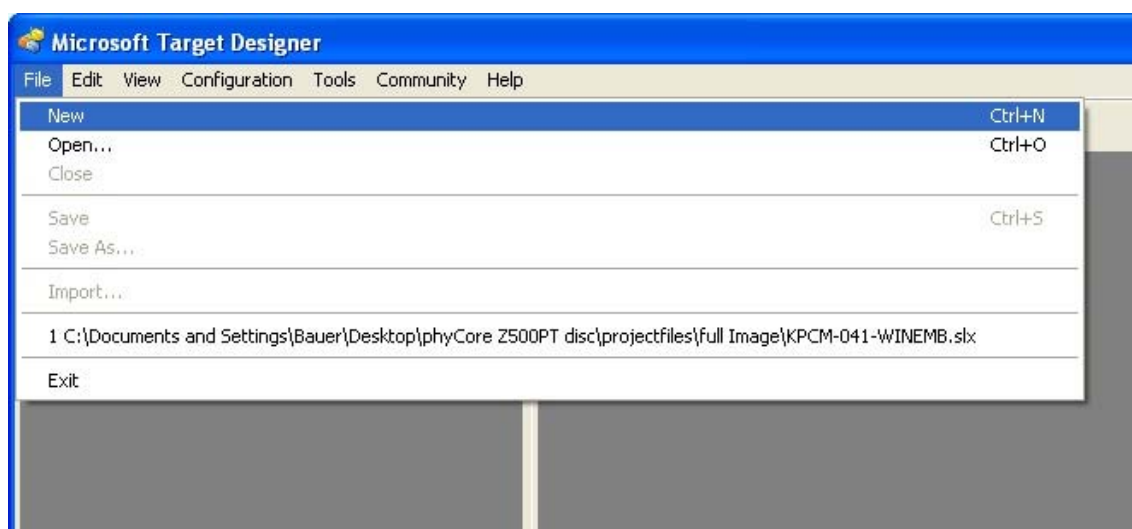 Microsoft Target Designer
File Edit View Configuration Tools Community Help
New Ctrl+N
Open... Ctrl+O
Close
Save Ctrl+S
Save As...
Import...
1 C:\Documents and Settings\Bauer\Desktop\phyCore Z500PT disc\projectfiles\full Image\KPCM-041-WINEMB.slx
Exit